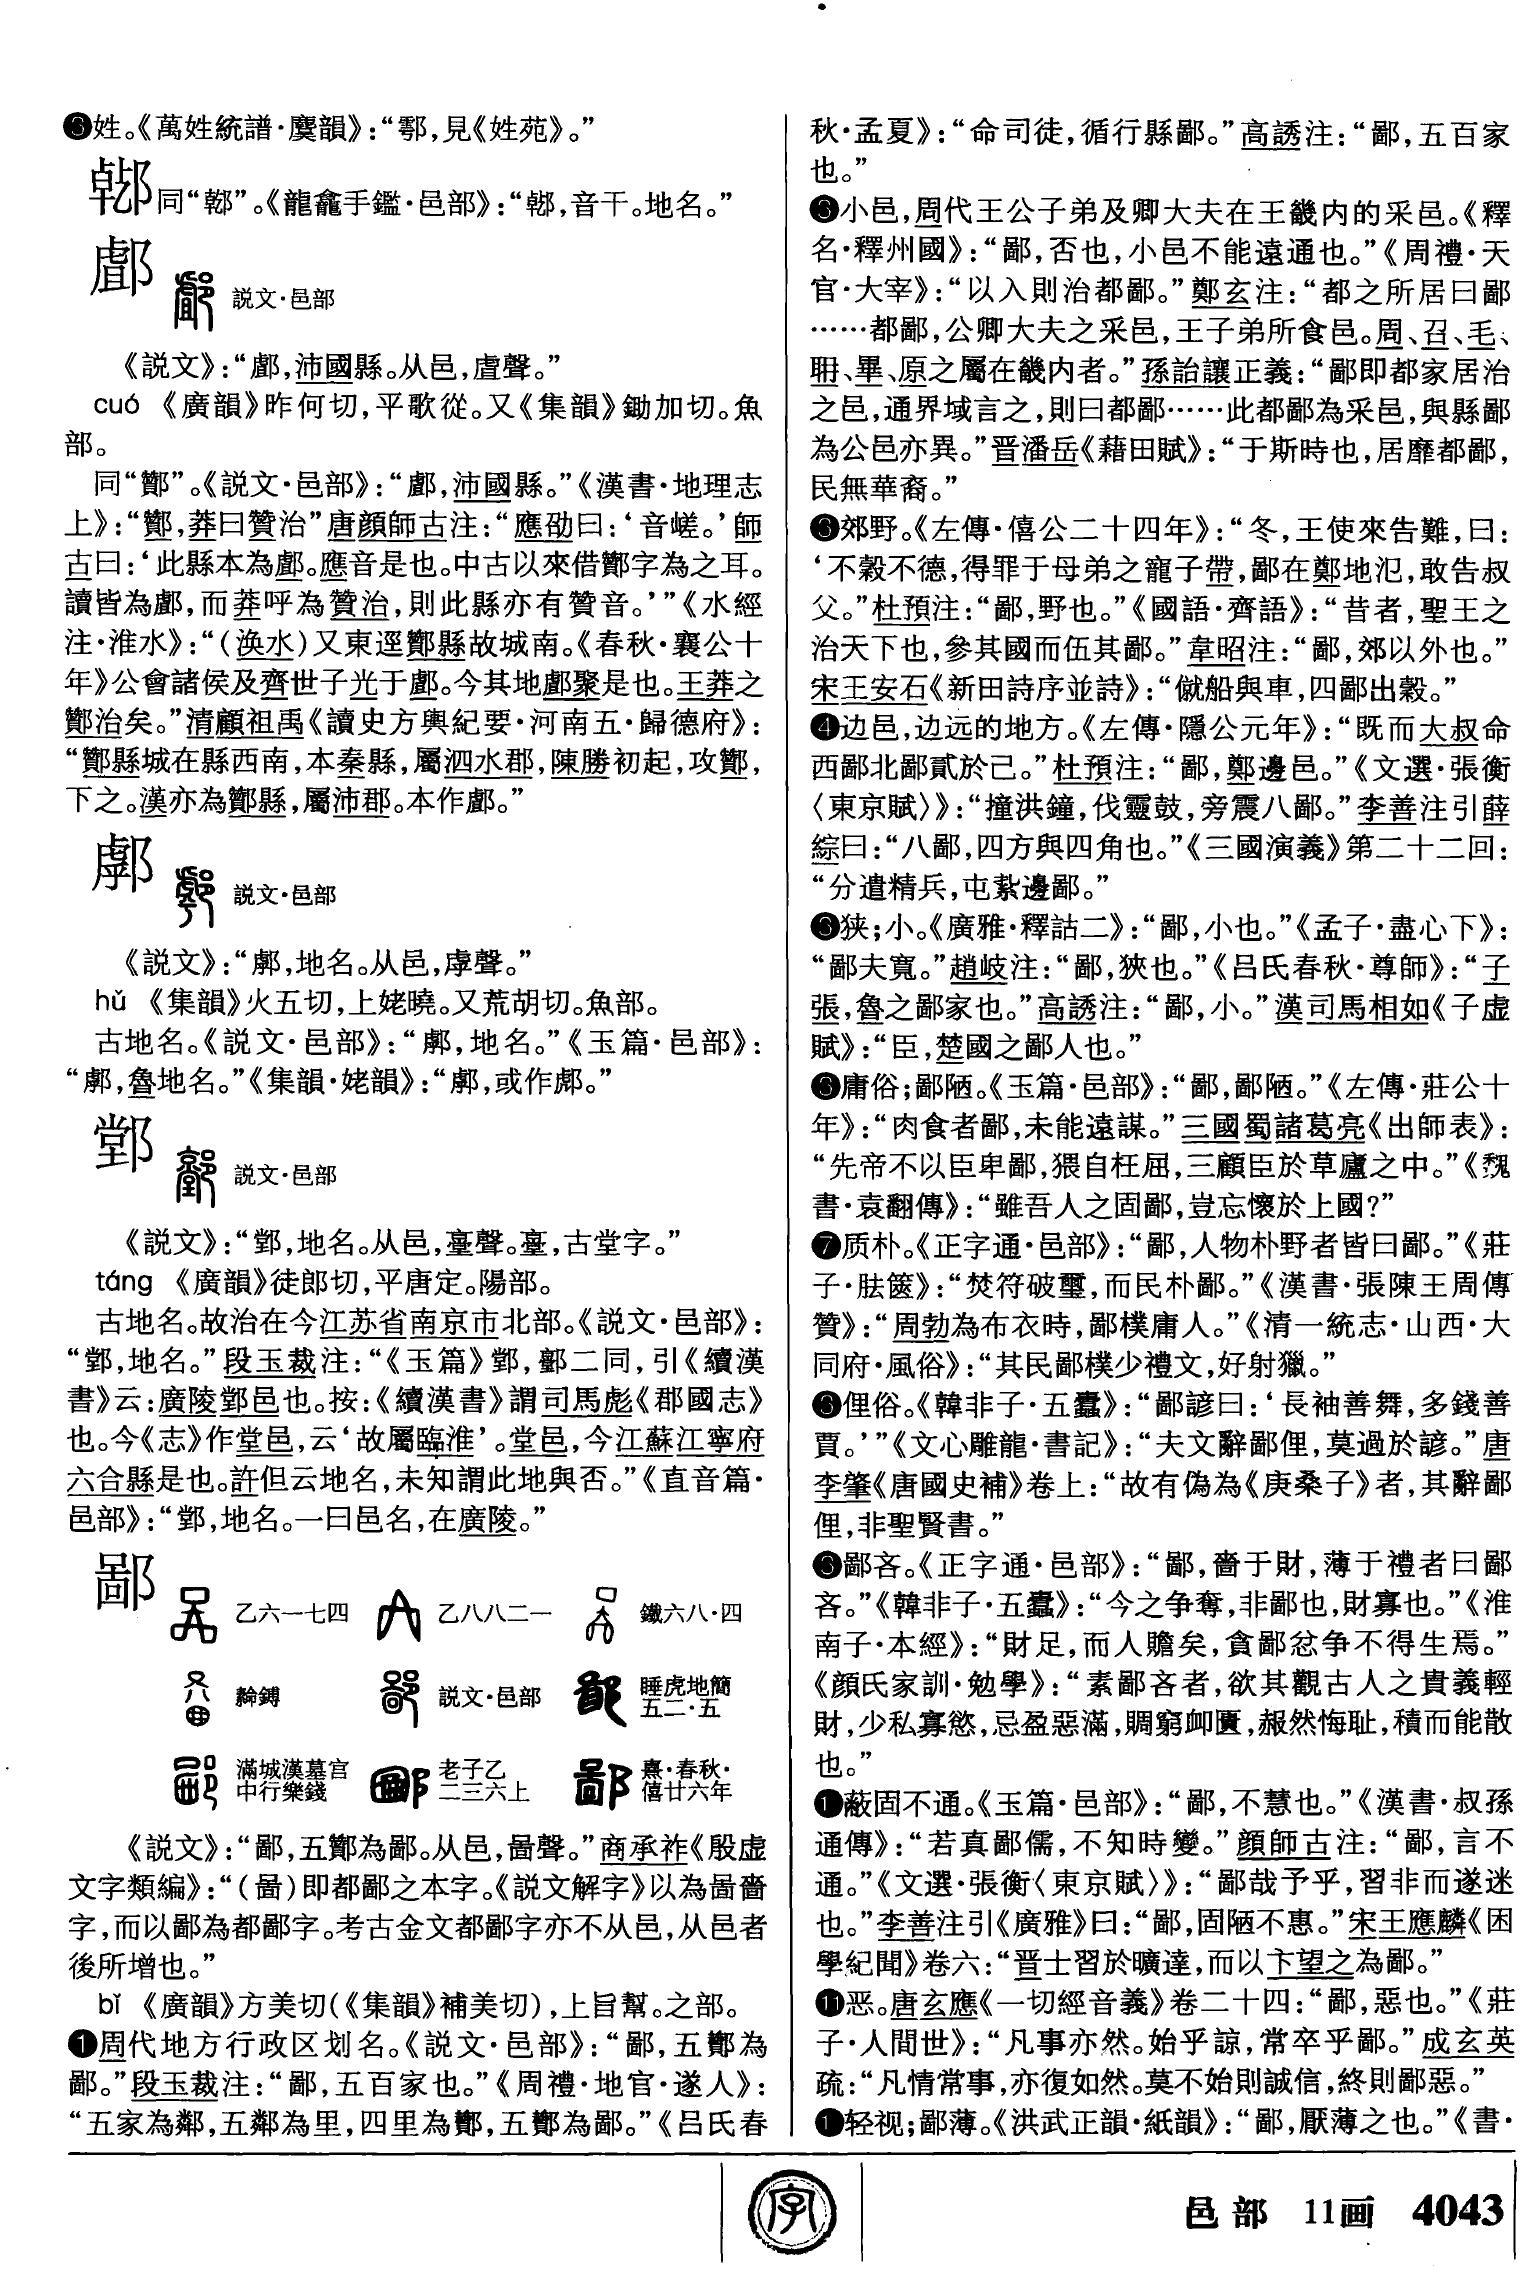 ❸姓。《萬姓統譜·麌韻》：“鄠，見《姓苑》。”
同“䣺”。《龍龕手鑑·邑部》：“音干。地名。”
䣜 説文·邑部
《説文》：“䣜，沛國縣。从邑，虘聲。”
cuó 《廣韻》昨何切，平歌從。又《集韻》鋤加切。魚
部。
同“酇”。《説文·邑部》：“䣜，沛國縣。”《漢書·地理志
上》：“酇，莽曰贊治”唐顔師古注：“應劭曰：‘音嵯。’師
古曰：‘此縣本為䣜。應音是也。中古以來借酇字為之耳。
讀皆為䣜，而莽呼為贊治，則此縣亦有贊音。’”《水經
注·淮水》：“（渙水）又東逕酇縣故城南。《春秋·襄公十
年》公會諸侯及齊世子光于䣜。今其地䣜聚是也。王莽之
酇治矣。”清顧祖禹《讀史方輿紀要·河南五·歸德府》：
“酇縣城在縣西南，本秦縣，屬泗水郡，陳勝初起，攻酇，
下之。漢亦為酇縣，屬沛郡。本作䣜。”
䣝 説文·邑部
《説文》：“䣝，地名。从邑，虖聲。”
hǔ 《集韻》火五切，上姥曉。又荒胡切。魚部。
古地名。《説文·邑部》：“䣝，地名。”《玉篇·邑部》：
“䣝，魯地名。”《集韻·姥韻》：“䣝，或作𨛵。”
鄳 説文·邑部
《説文》：“地名。从邑，臺聲。臺，古堂字。”
táng 《廣韻》徒郎切，平唐定。陽部。
古地名。故治在今江苏省南京市北部。《説文·邑部》：
“地名。”段玉裁注：“《玉篇》二同，引《續漢
書》云：廣陵邑也。按：《續漢書》謂司馬彪《郡國志》
也。今《志》作堂邑，云‘故屬臨淮’。堂邑，今江蘇江寧府
六合縣是也。許但云地名，未知謂此地與否。”《直音篇·
邑部》：“地名。一曰邑名，在廣陵。”
鄙 乙六一七四 乙八八二一 鐵六八·四
𦅫鎛 説文·邑部 睡虎地簡五二·五
滿城漢墓宫中行樂錢 老子乙二三六上 熹·春秋·僖廿六年
《説文》：“鄙，五酇為鄙。从邑，啚聲。”商承祚《殷虚
文字類編》：“（啚）即都鄙之本字。《説文解字》以為啚嗇
字，而以鄙為都鄙字。考古金文都鄙字亦不从邑，从邑者
後所增也。”
bǐ 《廣韻》方美切（《集韻》補美切），上旨幫。之部。
❶周代地方行政区划名。《説文·邑部》：“鄙，五酇為
鄙。”段玉裁注：“鄙，五百家也。”《周禮·地官·遂人》：
“五家為鄰，五鄰為里，四里為酇，五酇為鄙。”《吕氏春
秋·孟夏》：“命司徒，循行縣鄙。”高誘注：“鄙，五百家
也。”
❷小邑，周代王公子弟及卿大夫在王畿内的采邑。《釋
名·釋州國》：“鄙，否也，小邑不能遠通也。”《周禮·天
官·大宰》：“以入則治都鄙。”鄭玄注：“都之所居曰鄙
……都鄙，公卿大夫之采邑，王子弟所食邑。周、召、毛、
耼、畢、原之屬在畿内者。”孫詒讓正義：“鄙即都家居治
之邑，通界域言之，則曰都鄙……此都鄙為采邑，與縣鄙
為公邑亦異。”晋潘岳《藉田賦》：“于斯時也，居靡都鄙，
民無華裔。”
❸郊野。《左傳·僖公二十四年》：“冬，王使來告難，曰：
‘不穀不德，得罪于母弟之寵子帶，鄙在鄭地氾，敢告叔
父。”杜預注：“鄙，野也。”《國語·齊語》：“昔者，聖王之
治天下也，參其國而伍其鄙。”韋昭注：“鄙，郊以外也。”
宋王安石《新田詩序並詩》：“僦船與車，四鄙出穀。”
❹边邑，边远的地方。《左傳·隱公元年》：“既而大叔命
西鄙北鄙貳於己。”杜預注：“鄙，鄭邊邑。”《文選·張衡
〈東京賦〉》：“撞洪鐘，伐靈鼓，旁震八鄙。”李善注引薛
綜曰：“八鄙，四方與四角也。”《三國演義》第二十二回：
“分遣精兵，屯紮邊鄙。”
❺狭；小。《廣雅·釋詁二》：“鄙，小也。”《孟子·盡心下》：
“鄙夫寬。”趙岐注：“鄙，狹也。”《吕氏春秋·尊師》：“子
張，魯之鄙家也。”高誘注：“鄙，小。”漢司馬相如《子虚
賦》：“臣，楚國之鄙人也。”
❻庸俗；鄙陋。《玉篇·邑部》：“鄙，鄙陋。”《左傳·莊公十
年》：“肉食者鄙，未能遠謀。”三國蜀諸葛亮《出師表》：
“先帝不以臣卑鄙，猥自枉屈，三顧臣於草廬之中。”《魏
書·袁翻傳》：“雖吾人之固鄙，豈忘懷於上國？”
❼质朴。《正字通·邑部》：“鄙，人物朴野者皆曰鄙。”《莊
子·胠篋》：“焚符破璽，而民朴鄙。”《漢書·張陳王周傳
贊》：“周勃為布衣時，鄙樸庸人。”《清一統志·山西·大
同府·風俗》：“其民鄙樸少禮文，好射獵。”
❽俚俗。《韓非子·五蠹》：“鄙諺曰：‘長袖善舞，多錢善
賈。’”《文心雕龍·書記》：“夫文辭鄙俚，莫過於諺。”唐
李肇《唐國史補》卷上：“故有偽為《庚桑子》者，其辭鄙
俚，非聖賢書。”
❾鄙吝。《正字通·邑部》：“鄙，嗇于財，薄于禮者曰鄙
吝。”《韓非子·五蠹》：“今之争奪，非鄙也，財寡也。”《淮
南子·本經》：“財足，而人贍矣，貪鄙忿争不得生焉。”
《顔氏家訓·勉學》：“素鄙吝者，欲其觀古人之貴義輕
財，少私寡慾，忌盈惡滿，賙窮卹匱，赧然悔耻，積而能散
也。”
❿蔽固不通。《玉篇·邑部》：“鄙，不慧也。”《漢書·叔孫
通傳》：“若真鄙儒，不知時變。”顔師古注：“鄙，言不
通。”《文選·張衡〈東京賦〉》：“鄙哉予乎，習非而遂迷
也。”李善注引《廣雅》曰：“鄙，固陋不惠。”宋王應麟《困
學紀聞》卷六：“晋士習於曠達，而以卞望之為鄙。”
⓫恶。唐玄應《一切經音義》卷二十四：“鄙，惡也。”《莊
子·人間世》：“凡事亦然。始乎諒，常卒乎鄙。”成玄英
疏：“凡情常事，亦復如然。莫不始則誠信，終則鄙惡。”
⓬轻视；鄙薄。《洪武正韻·紙韻》：“鄙，厭薄之也。”《書·
字
邑部 11画 4043